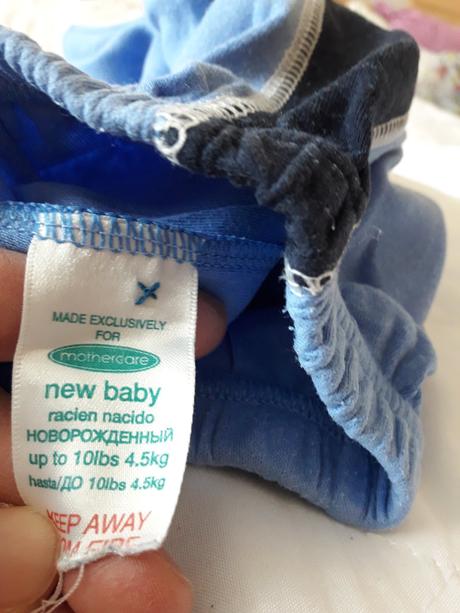 MADE EXCLUSIVELY
FOR
mothercare
new baby
racien nacido
НОВОРОЖДЕННЫЙ
up to 10lbs 4.5kg
hasta/ДО 10lbs 4.5kg
KEEP AWAY
FROM FIRE